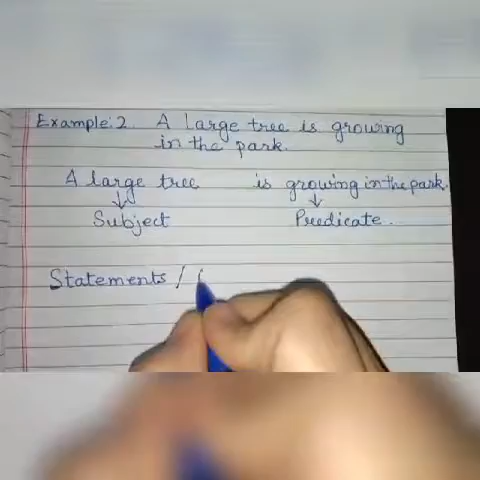 Example:2. A large tree is growing
in the park.
A large tree is growing in the park.
Subject Predicate.
Statements /